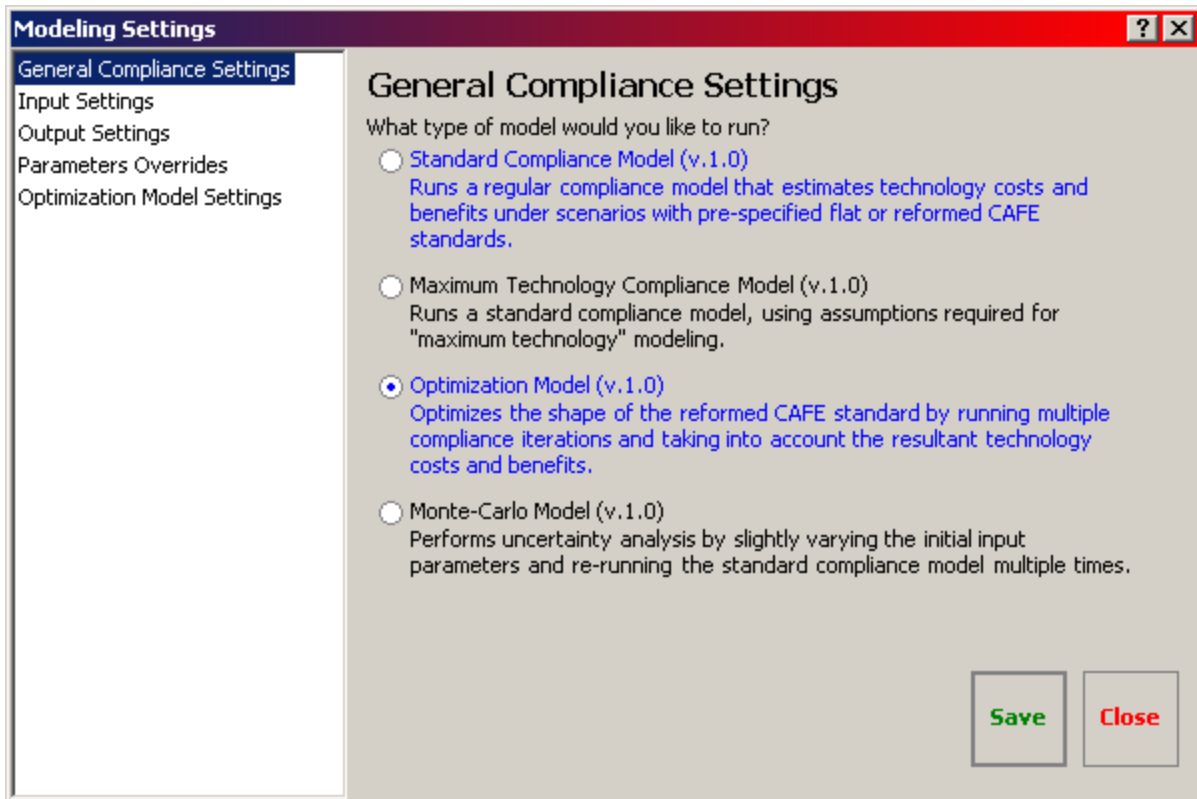 Modeling Settings
General Compliance Settings
Input Settings
Output Settings
Parameters Overrides
Optimization Model Settings
General Compliance Settings
What type of model would you like to run?
Standard Compliance Model (v.1.0)
Runs a regular compliance model that estimates technology costs and
benefits under scenarios with pre-specified flat or reformed CAFE
standards.
Maximum Technology Compliance Model (v.1.0)
Runs a standard compliance model, using assumptions required for
"maximum technology" modeling.
Optimization Model (v.1.0)
Optimizes the shape of the reformed CAFE standard by running multiple
compliance iterations and taking into account the resultant technology
costs and benefits.
Monte-Carlo Model (v.1.0)
Performs uncertainty analysis by slightly varying the initial input
parameters and re-running the standard compliance model multiple times.
Save
Close